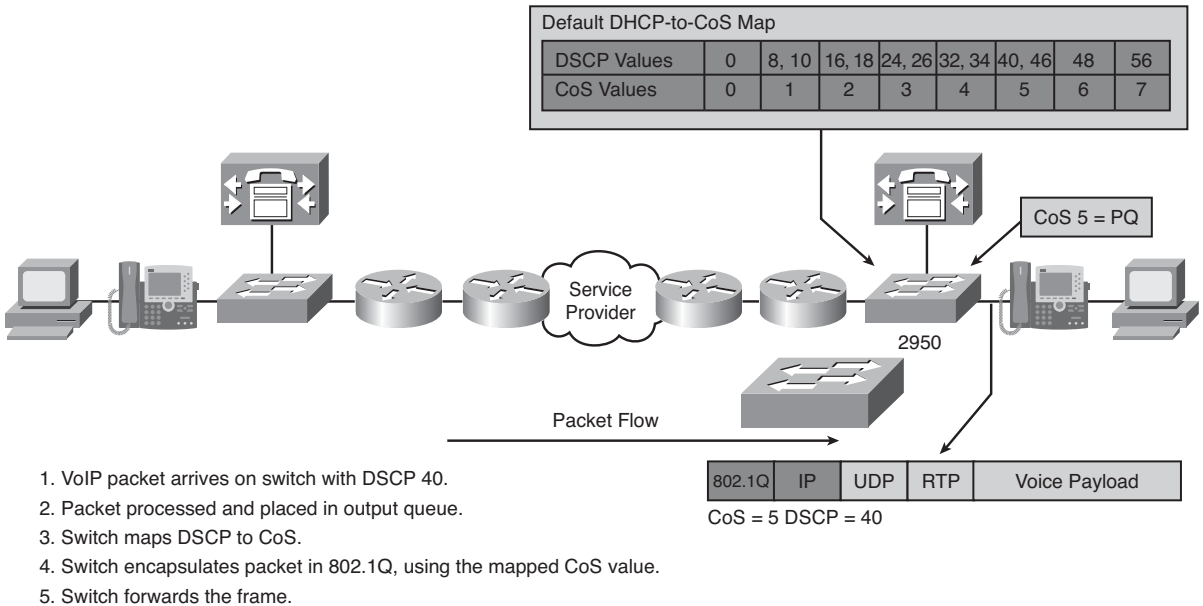 Default DHCP-to-CoS Map
DSCP Values 0 8, 10 16, 18 24, 26 32, 34 40, 46 48 56
CoS Values 0 1 2 3 4 5 6 7
CoS 5 = PQ
Service
Provider
2950
Packet Flow
802.1Q IP UDP RTP Voice Payload
CoS = 5 DSCP = 40
1. VoIP packet arrives on switch with DSCP 40.
2. Packet processed and placed in output queue.
3. Switch maps DSCP to CoS.
4. Switch encapsulates packet in 802.1Q, using the mapped CoS value.
5. Switch forwards the frame.